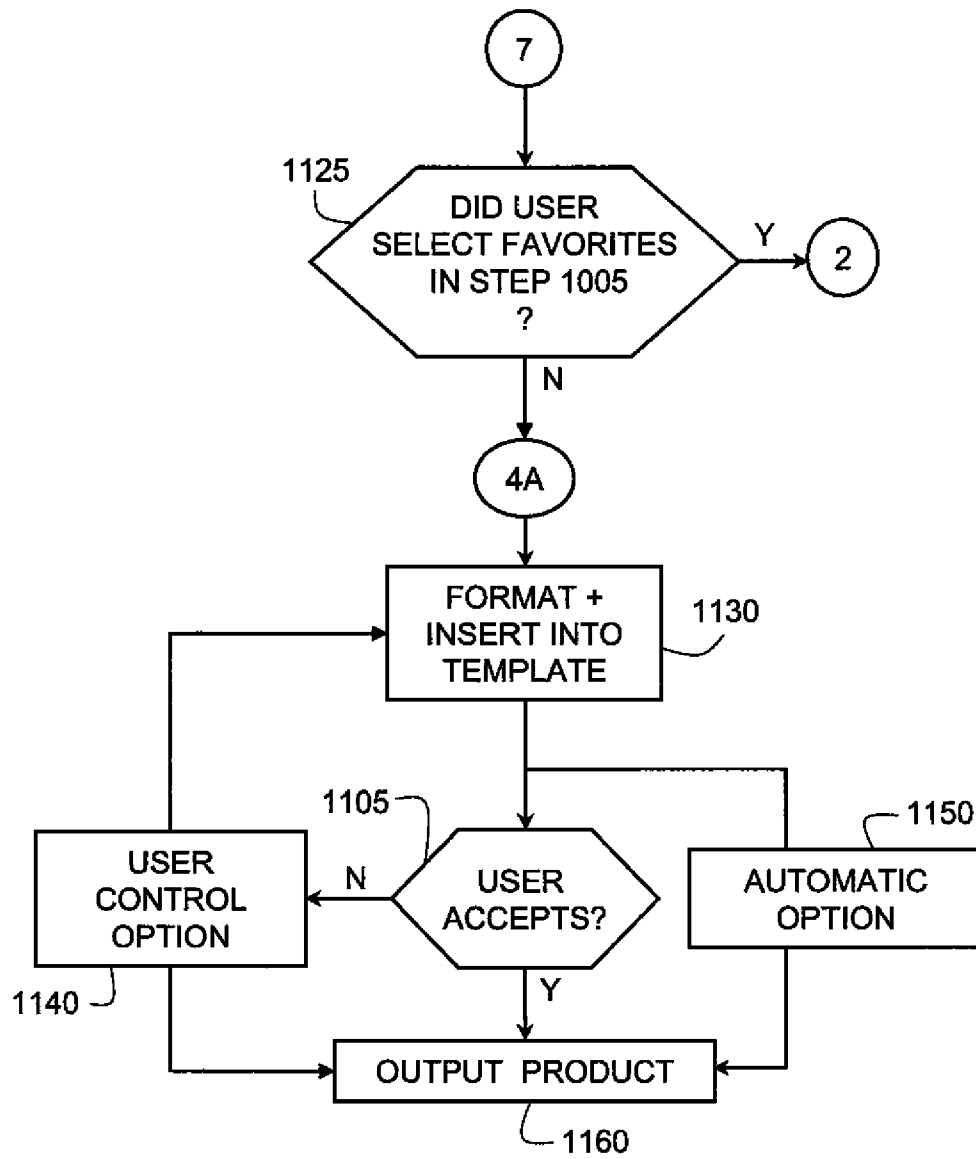 7
1125
DID USER
SELECT FAVORITES
IN STEP 1005
?
Y
2
N
4A
FORMAT +
INSERT INTO
TEMPLATE
1130
1105
1150
USER
CONTROL
OPTION
N
USER
ACCEPTS?
AUTOMATIC
OPTION
1140
Y
OUTPUT PRODUCT
1160